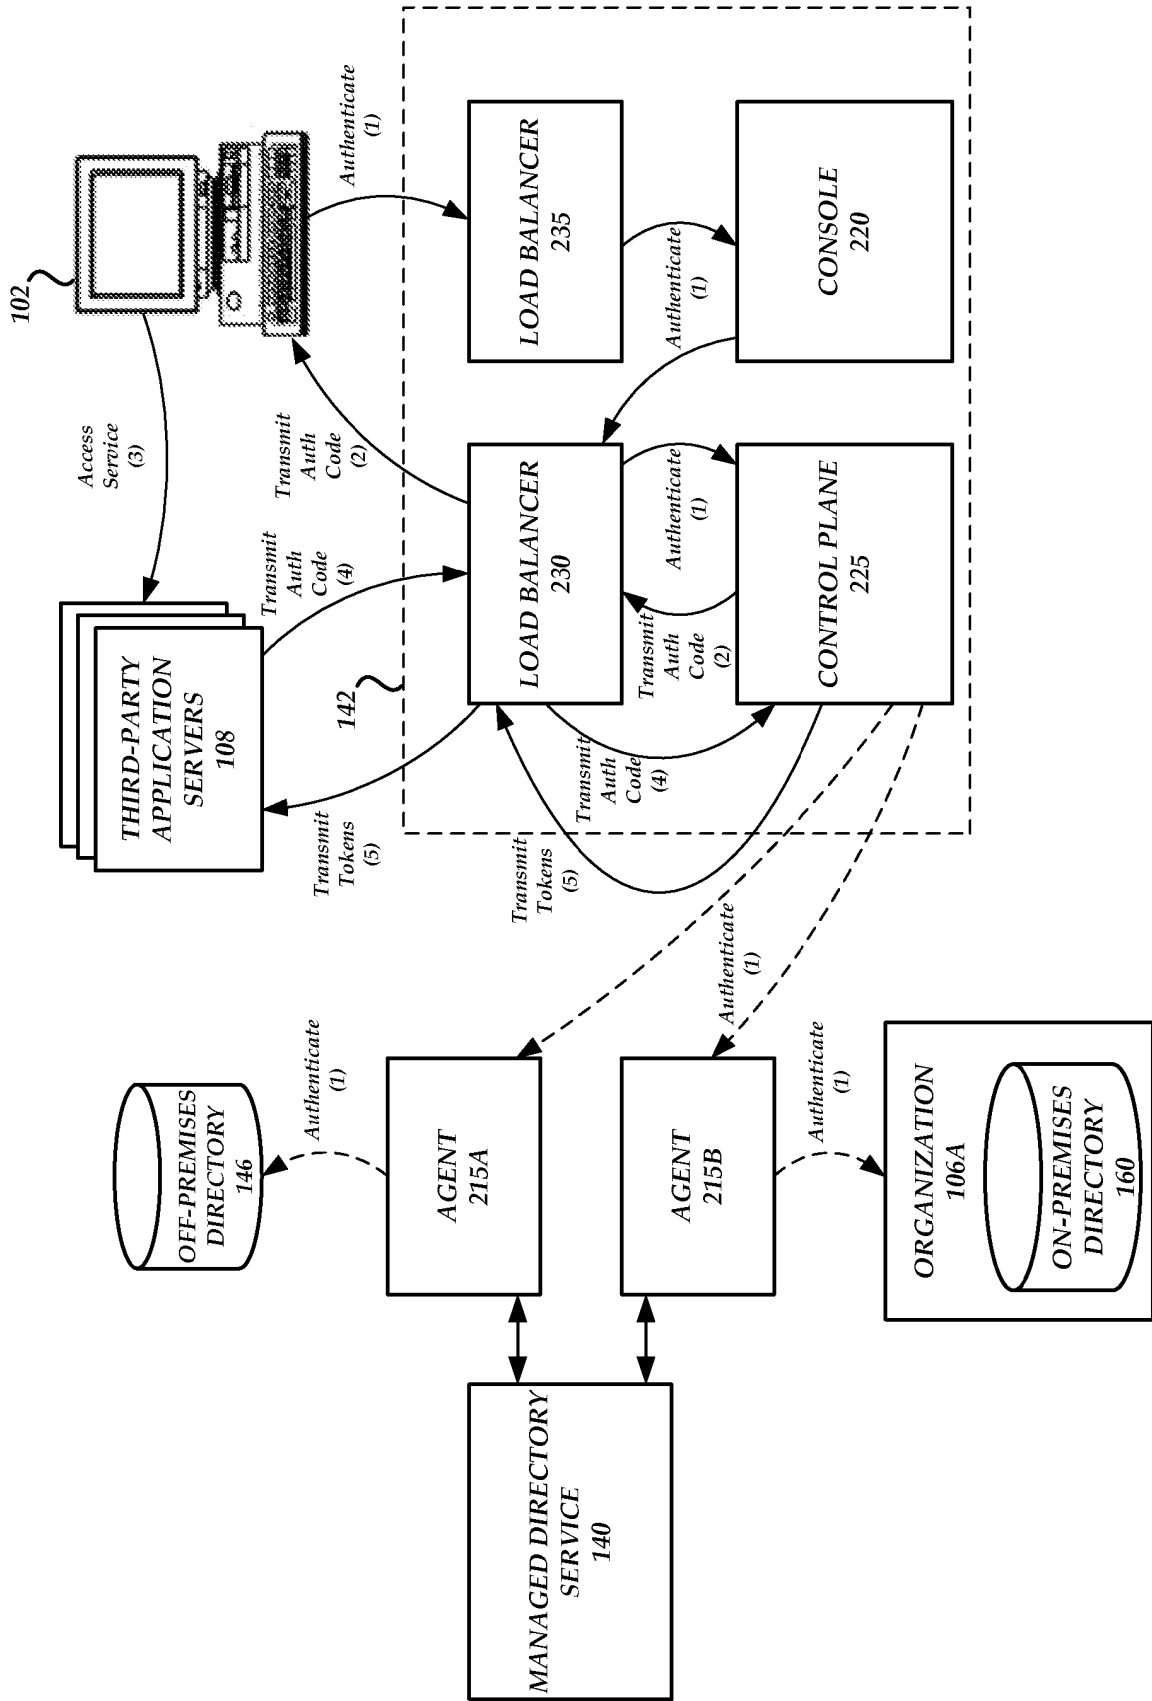 102
Authenticate
(1)
LOAD BALANCER
235
Authenticate
(1)
CONSOLE
220
Access
Service
(3)
Transmit
Auth
Code
(2)
Transmit
Auth
Code
(4)
LOAD BALANCER
230
Authenticate
(1)
Transmit
Auth
Code
(2)
CONTROL PLANE
225
THIRD-PARTY
APPLICATION
SERVERS
108
142
Transmit
Auth
Code
(4)
Transmit
Tokens
(5)
Transmit
Tokens
(5)
Authenticate
(1)
OFF-PREMISES
DIRECTORY
146
Authenticate
(1)
AGENT
215A
AGENT
215B
Authenticate
(1)
ORGANIZATION
106A
ON-PREMISES
DIRECTORY
160
MANAGED DIRECTORY
SERVICE
140